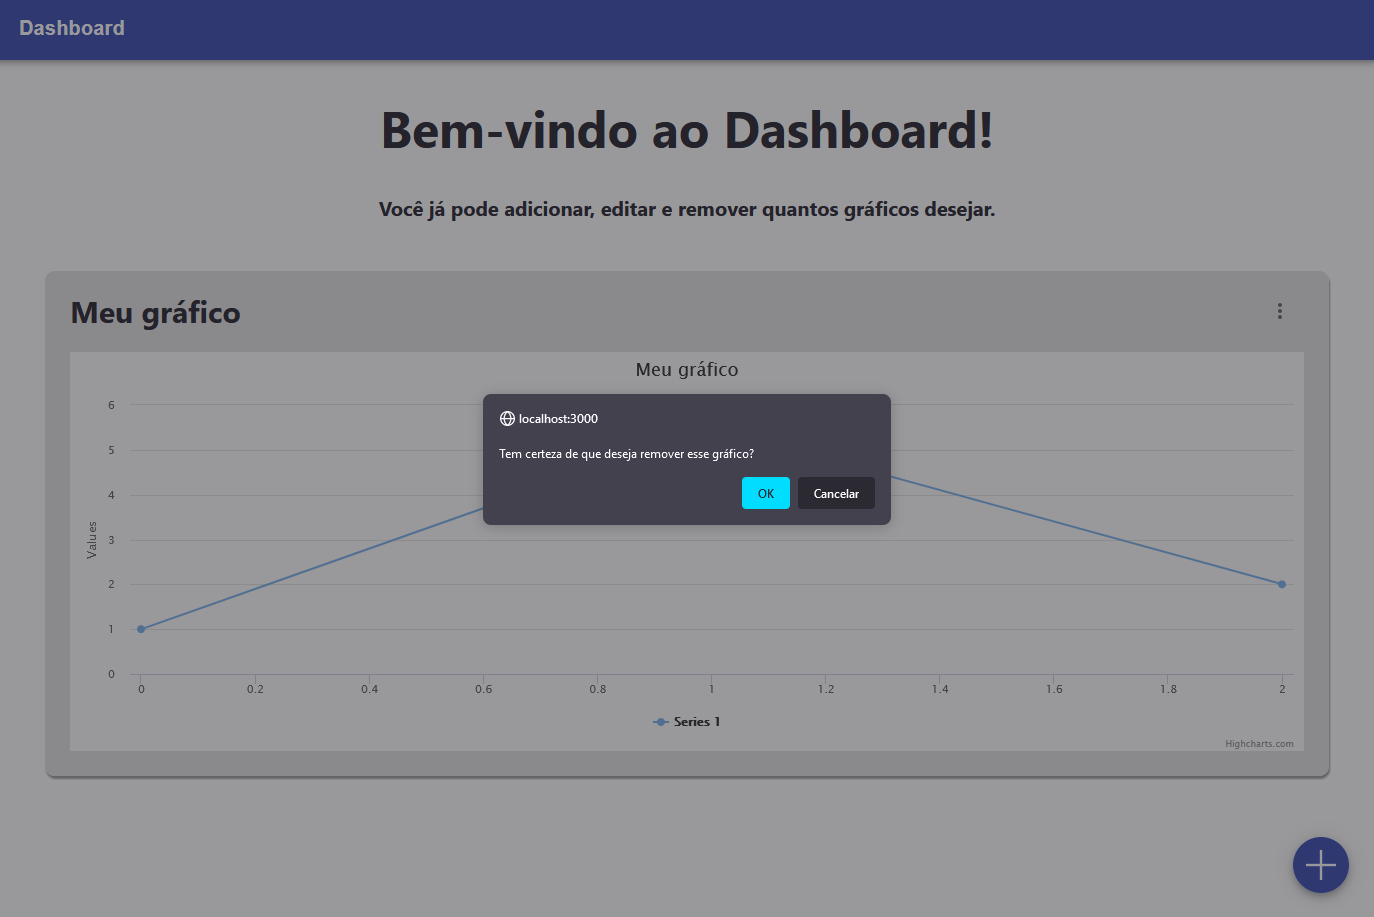 Dashboard
Bem-vindo ao Dashboard!
Você já pode adicionar, editar e remover quantos gráficos desejar.
Meu gráfico
Meu gráfico
localhost:3000
Tem certeza de que deseja remover esse gráfico?
OK Cancelar
Values
6
5
4
3
2
1
0
0 0.2 0.4 0.6 0.8 1 1.2 1.4 1.6 1.8 2
Series 1
Highcharts.com